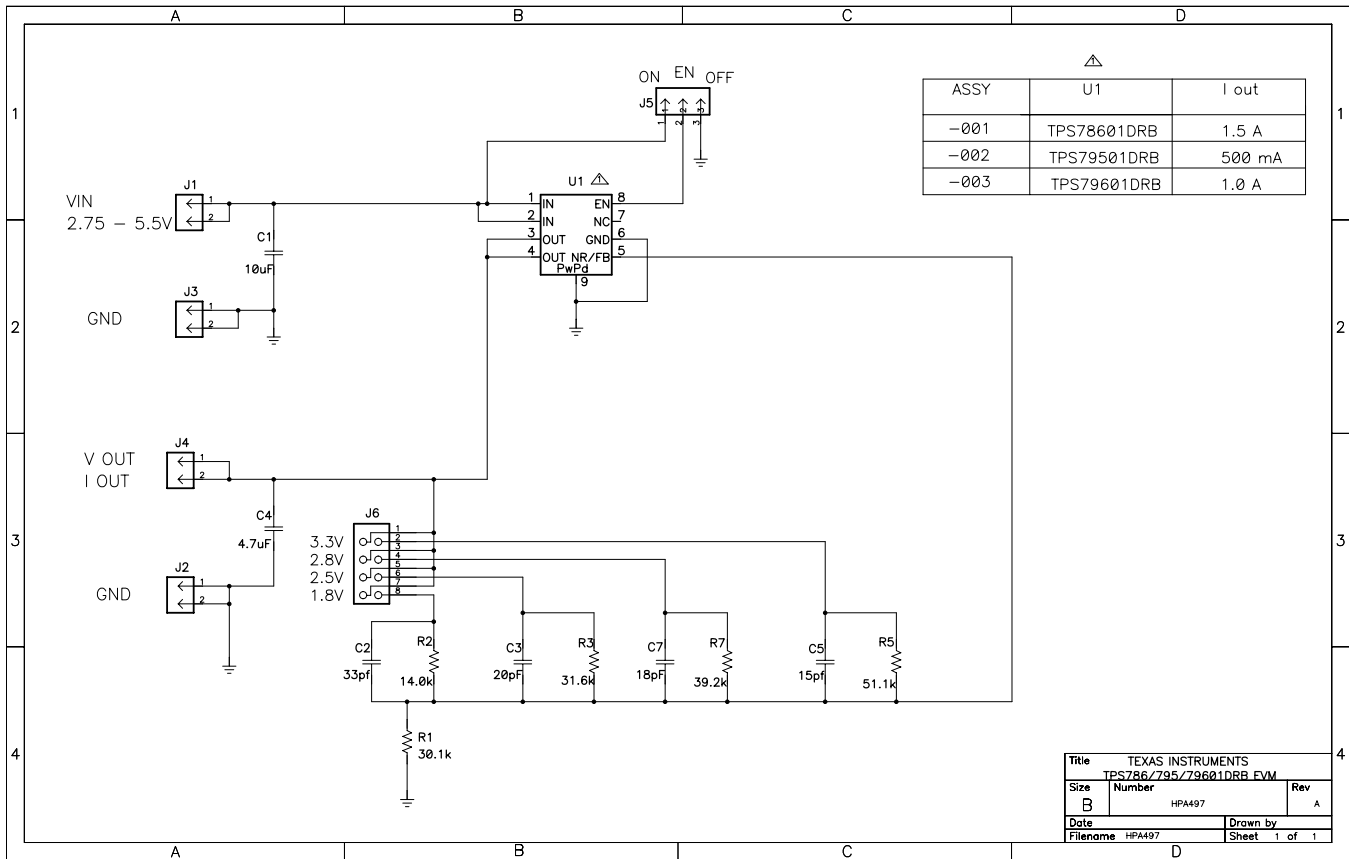 A B C D
1
2
3
4
1
2
3
4
ON EN OFF
J5
1 2 3
1 2 3
ASSY U1 I out
-001 TPS78601DRB 1.5 A
-002 TPS79501DRB 500 mA
-003 TPS79601DRB 1.0 A
1
J1
VIN
2.75 - 5.5V
1
2
C1
10uF
J3
GND
1
2
U1 1
1 IN EN 8
2 IN NC 7
3 OUT GND 6
4 OUT NR/FB 5
PwPd
9
J4
V OUT
I OUT
1
2
C4
4.7uF
J2
GND
1
2
J6
3.3V
2.8V
2.5V
1.8V
1
2
3
4
5
6
7
8
C2
33pf
R2
14.0k
C3
20pF
R3
31.6k
C7
18pF
R7
39.2k
C5
15pf
R5
51.1k
R1
30.1k
Title TEXAS INSTRUMENTS
TPS786/795/79601DRB EVM
Size Number Rev
B HPA497 A
Date Drawn by
Filename HPA497 Sheet 1 of 1
A B C D